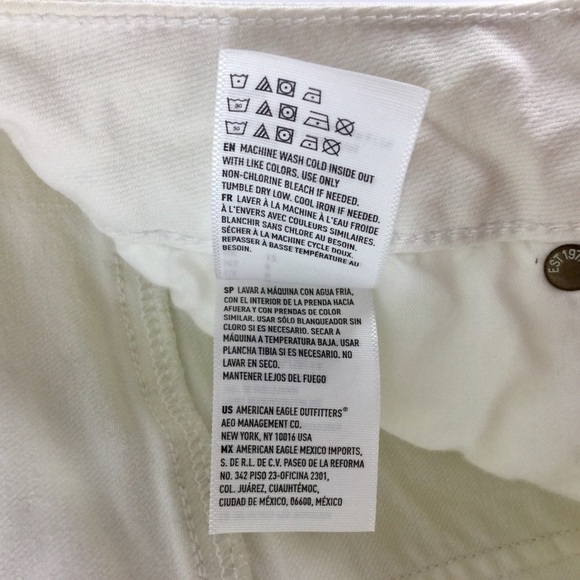 EN MACHINE WASH COLD INSIDE OUT
WITH LIKE COLORS. USE ONLY
NON-CHLORINE BLEACH IF NEEDED.
TUMBLE DRY LOW. COOL IRON IF NEEDED.
FR LAVER À LA MACHINE À L'EAU FROIDE
À L'ENVERS AVEC COULEURS SIMILAIRES.
BLANCHIR SANS CHLORE AU BESOIN.
SÉCHER À LA MACHINE CYCLE DOUX.
REPASSER À BASSE TEMPÉRATURE AU
BESOIN.
SP LAVAR A MÁQUINA CON AGUA FRIA,
CON EL INTERIOR DE LA PRENDA HACIA
AFUERA Y CON PRENDAS DE COLOR
SIMILAR. USAR SÓLO BLANQUEADOR SIN
CLORO SI ES NECESARIO. SECAR A
MÁQUINA A TEMPERATURA BAJA. USAR
PLANCHA TIBIA SI ES NECESARIO. NO
LAVAR EN SECO.
MANTENER LEJOS DEL FUEGO
US AMERICAN EAGLE OUTFITTERS®
AEO MANAGEMENT CO.
NEW YORK, NY 10016 USA
MX AMERICAN EAGLE MEXICO IMPORTS,
S. DE R.L. DE C.V. PASEO DE LA REFORMA
NO. 342 PISO 23-OFICINA 2301,
COL. JUÁREZ, CUAUHTÉMOC,
CIUDAD DE MÉXICO, 06600, MÉXICO
EST 197